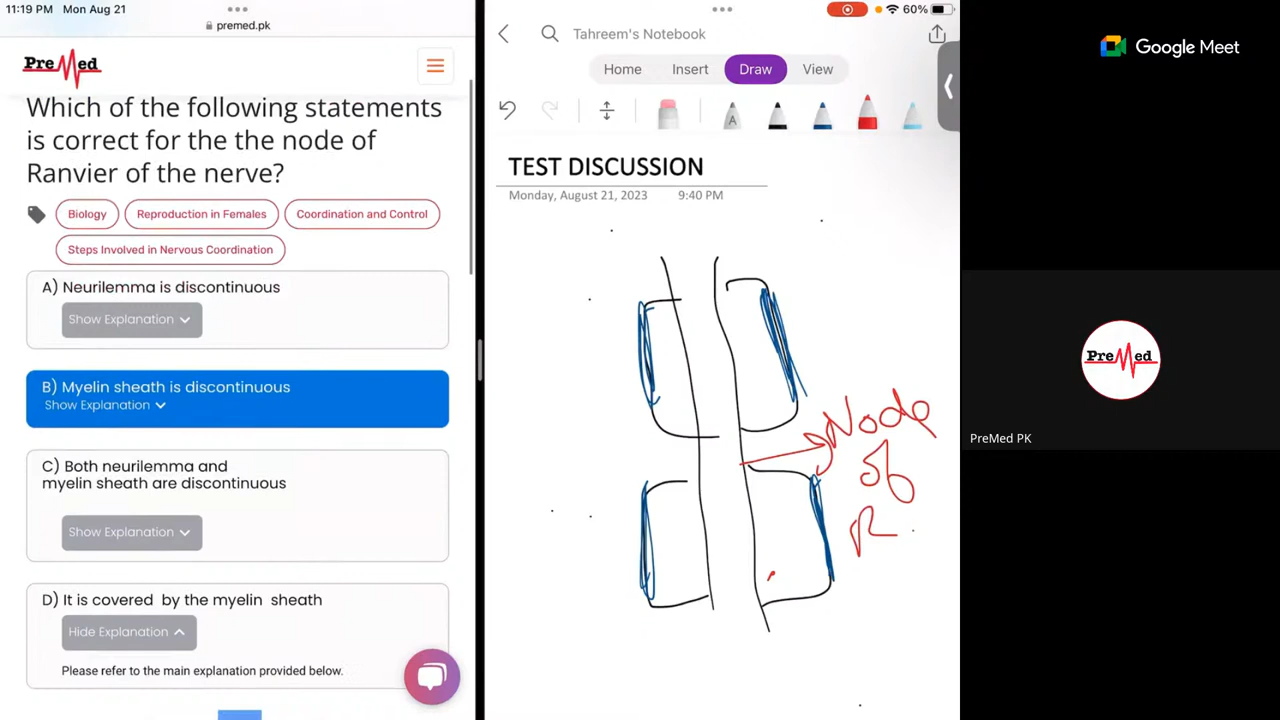 11:19 PM Mon Aug 21
premed.pk
PreMed
Which of the following statements
is correct for the the node of
Ranvier of the nerve?
Biology
Reproduction in Females
Coordination and Control
Steps Involved in Nervous Coordination
A) Neurilemma is discontinuous
Show Explanation
B) Myelin sheath is discontinuous
Show Explanation
C) Both neurilemma and
myelin sheath are discontinuous
Show Explanation
D) It is covered by the myelin sheath
Hide Explanation
Please refer to the main explanation provided below.
60%
Tahreem's Notebook
Home
Insert
Draw
View
A
TEST DISCUSSION
Monday, August 21, 2023 9:40 PM
Node
of
R
Google Meet
PreMed
PreMed PK